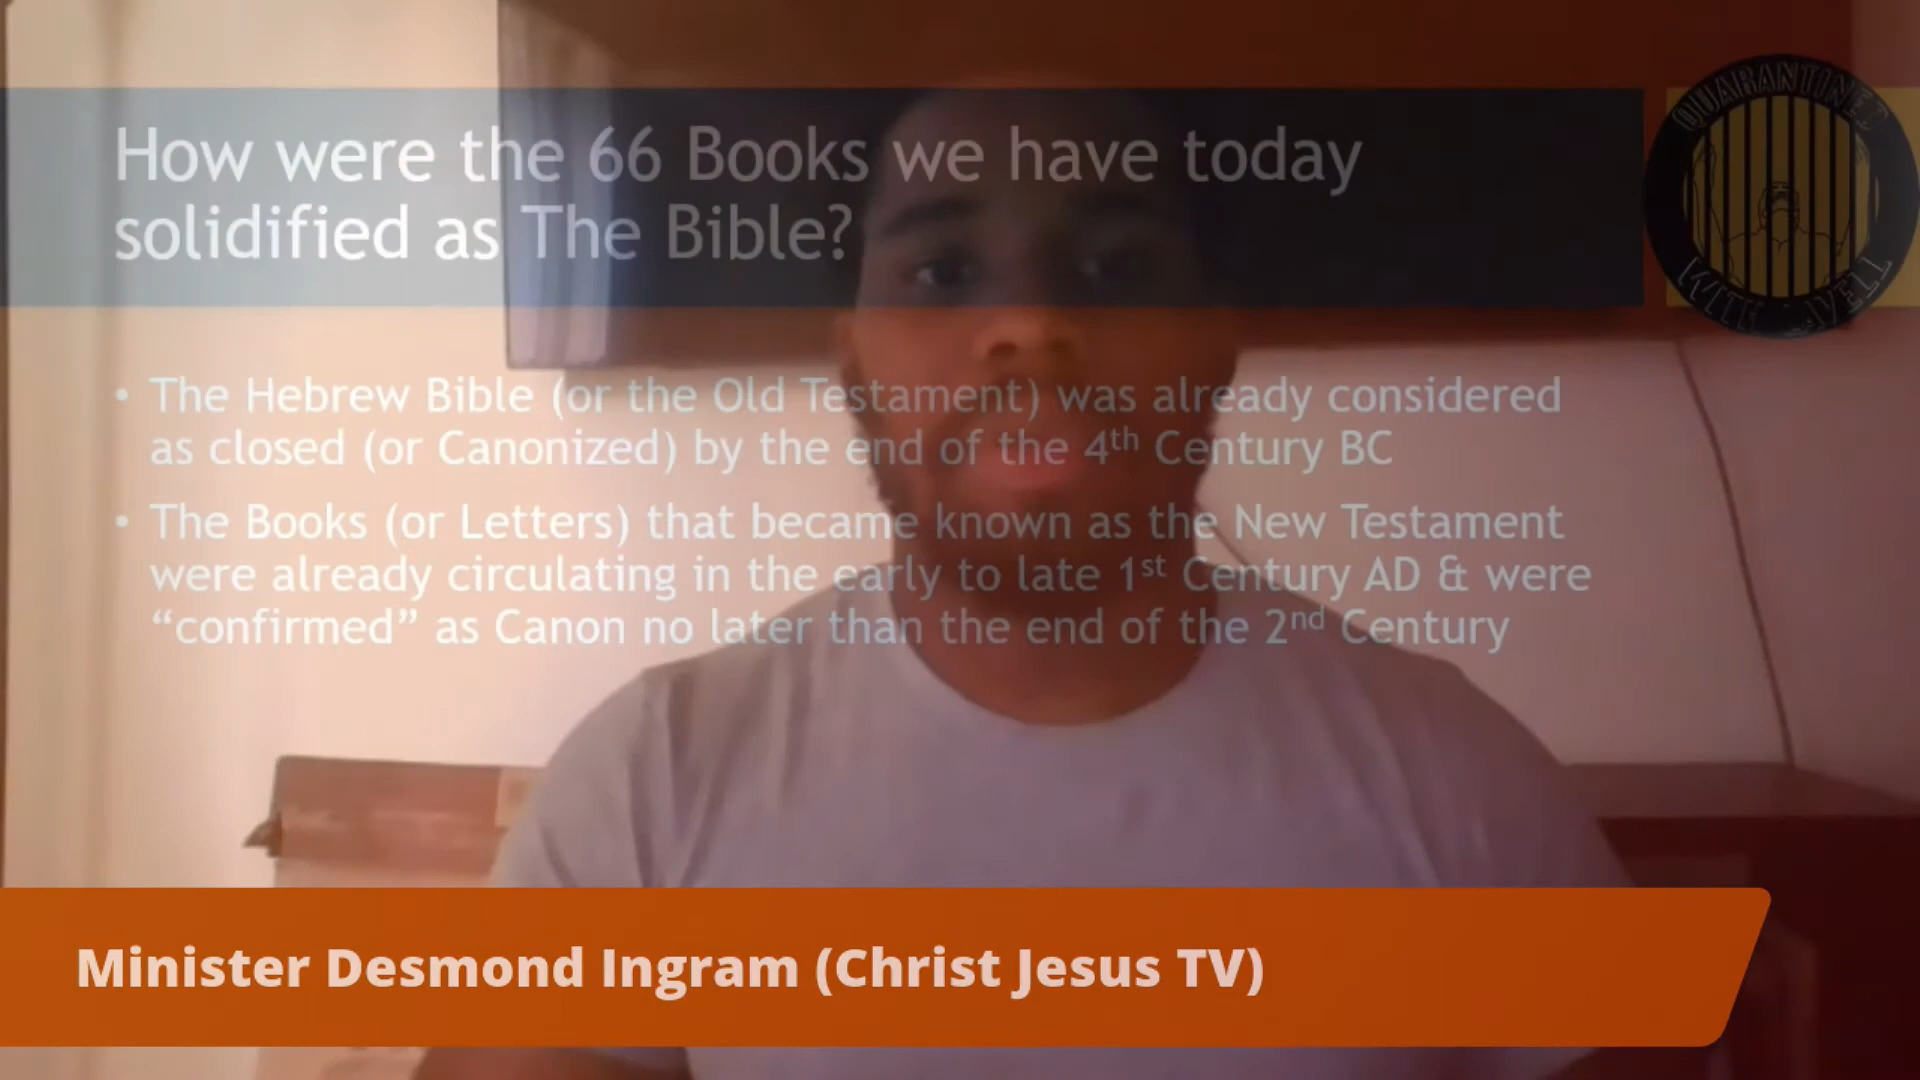 How were the 66 Books we have today
solidified as The Bible?
QUARANTINED
WITH
• The Hebrew Bible (or the Old Testament) was already considered
as closed (or Canonized) by the end of the 4th Century BC
• The Books (or Letters) that became known as the New Testament
were already circulating in the early to late 1st Century AD & were
“confirmed” as Canon no later than the end of the 2nd Century
Minister Desmond Ingram (Christ Jesus TV)